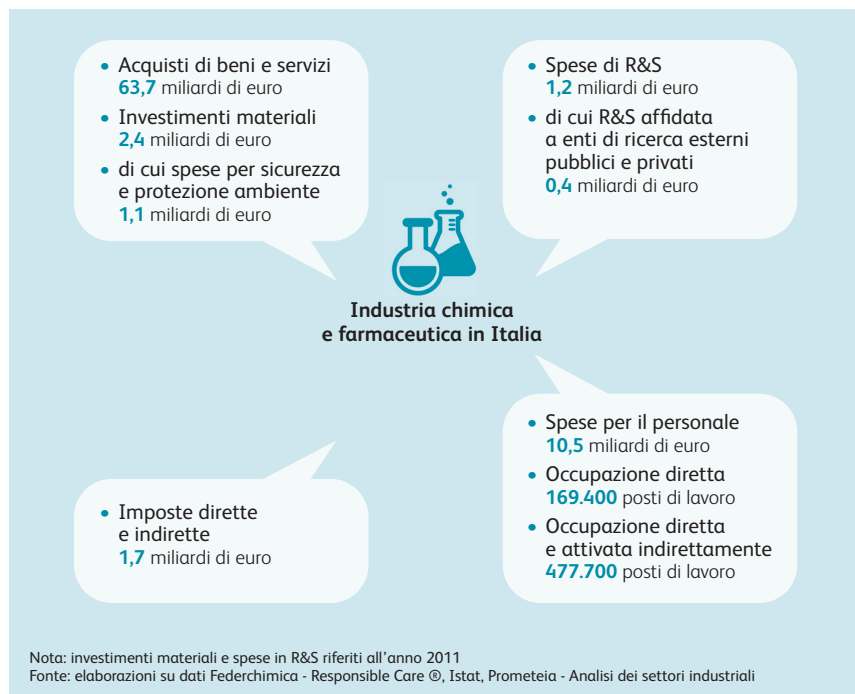 • Acquisti di beni e servizi
63,7 miliardi di euro
• Investimenti materiali
2,4 miliardi di euro
• di cui spese per sicurezza
e protezione ambiente
1,1 miliardi di euro
• Spese di R&S
1,2 miliardi di euro
• di cui R&S affidata
a enti di ricerca esterni
pubblici e privati
0,4 miliardi di euro
Industria chimica
e farmaceutica in Italia
• Imposte dirette
e indirette
1,7 miliardi di euro
• Spese per il personale
10,5 miliardi di euro
• Occupazione diretta
169.400 posti di lavoro
• Occupazione diretta
e attivata indirettamente
477.700 posti di lavoro
Nota: investimenti materiali e spese in R&S riferiti all'anno 2011
Fonte: elaborazioni su dati Federchimica - Responsible Care ®, Istat, Prometeia - Analisi dei settori industriali